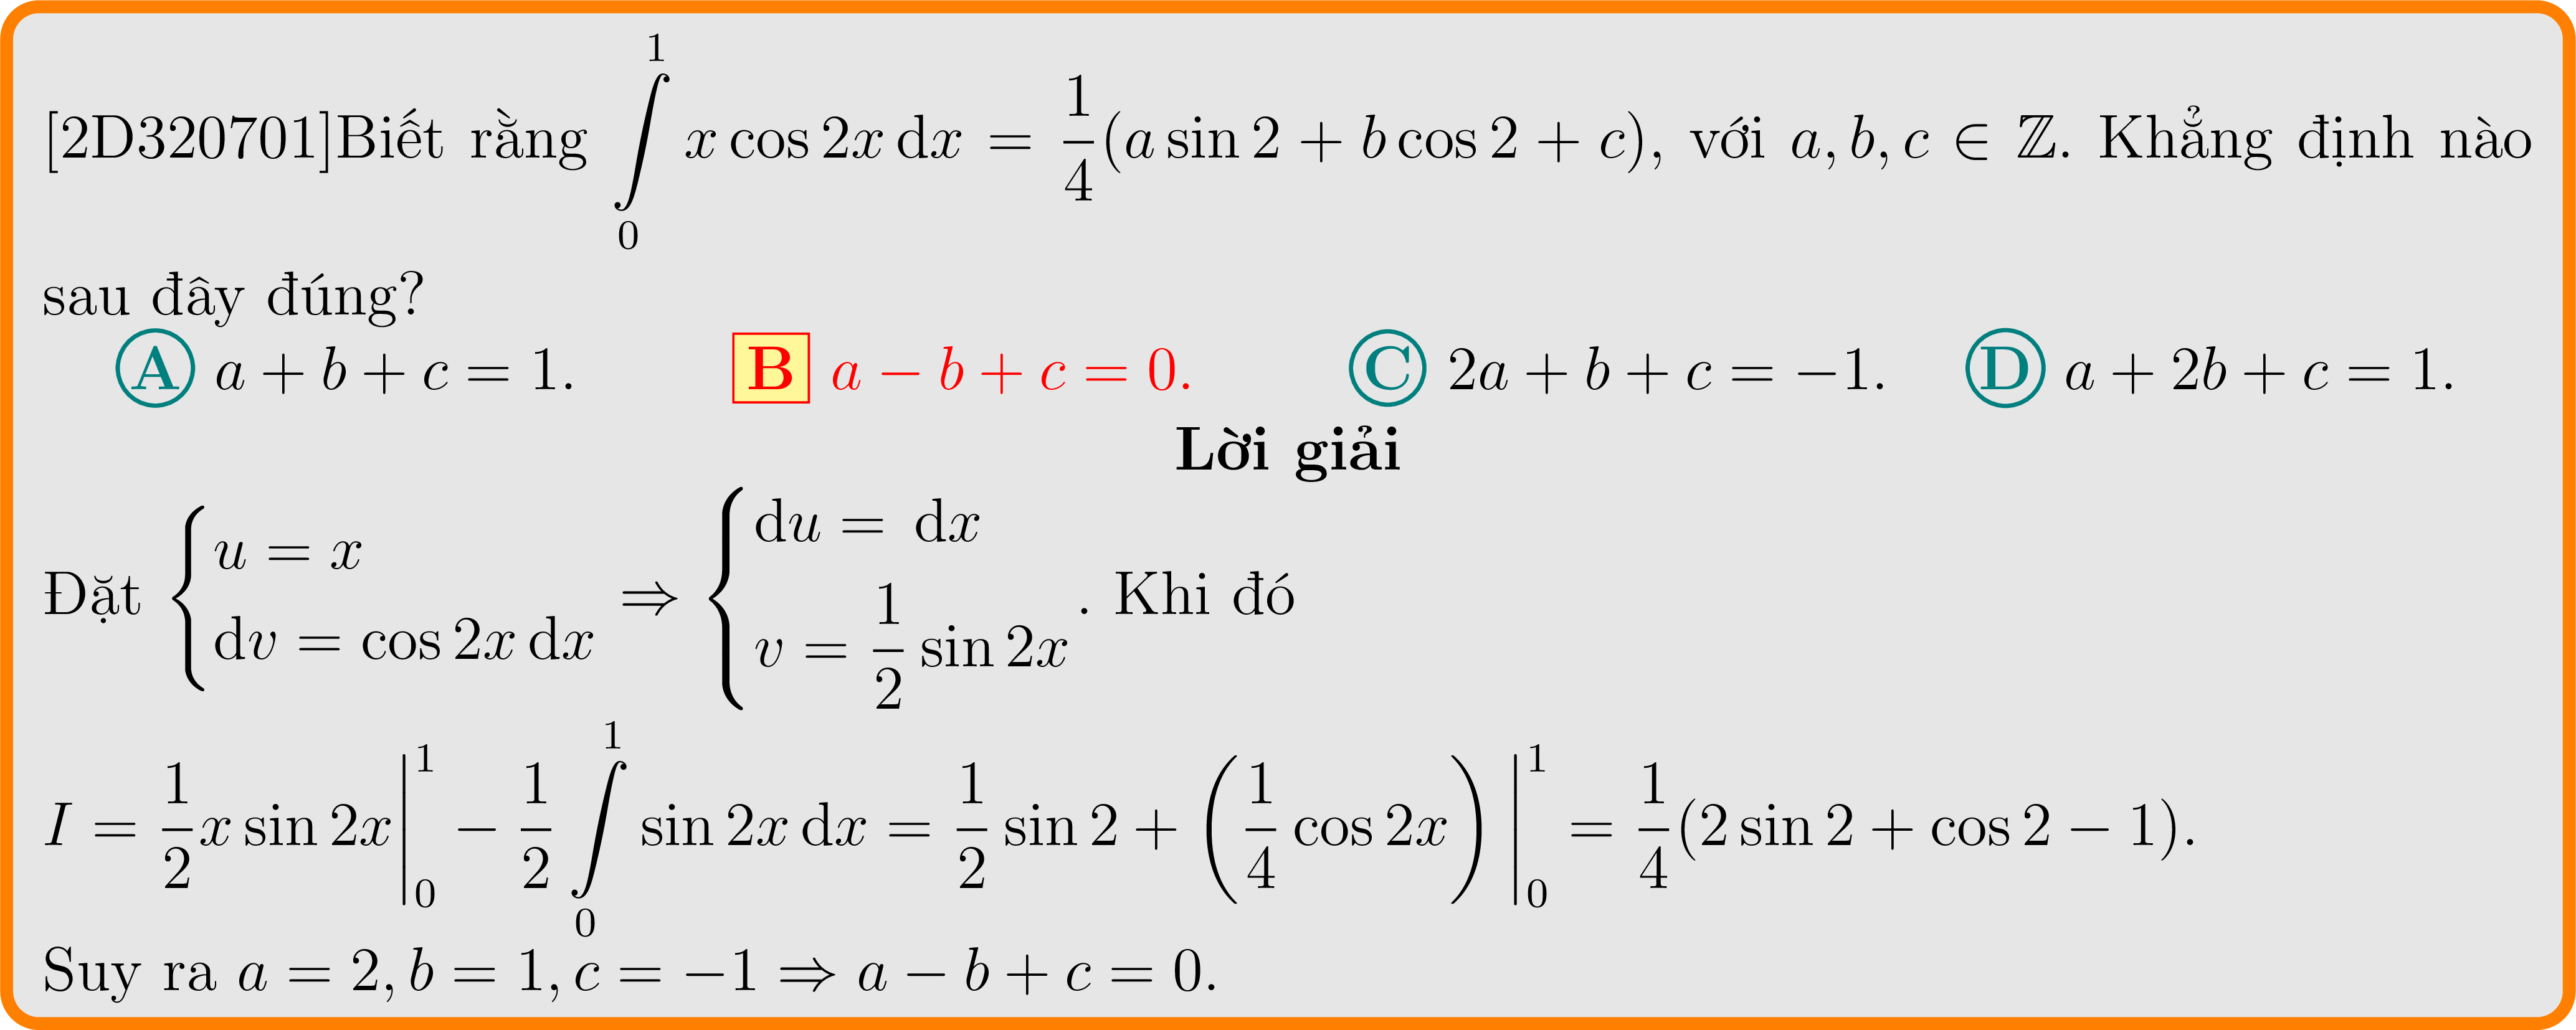 [2D320701]Biết rằng $\int\limits_0^1 x\cos 2x\,\mathrm{d}x = \frac{1}{4}(a\sin 2 + b\cos 2 + c)$, với $a, b, c \in \mathbb{Z}$. Khẳng định nào
sau đây đúng?
A $a + b + c = 1.$ B $a - b + c = 0.$ C $2a + b + c = -1.$ D $a + 2b + c = 1.$
Lời giải
Đặt $\begin{cases} u = x \\ \mathrm{d}v = \cos 2x\,\mathrm{d}x \end{cases} \Rightarrow \begin{cases} \mathrm{d}u = \mathrm{d}x \\ v = \frac{1}{2}\sin 2x \end{cases}$. Khi đó
$I = \frac{1}{2}x\sin 2x\Big|_0^1 - \frac{1}{2}\int\limits_0^1 \sin 2x\,\mathrm{d}x = \frac{1}{2}\sin 2 + \left(\frac{1}{4}\cos 2x\right)\Big|_0^1 = \frac{1}{4}(2\sin 2 + \cos 2 - 1).$
Suy ra $a = 2, b = 1, c = -1 \Rightarrow a - b + c = 0.$